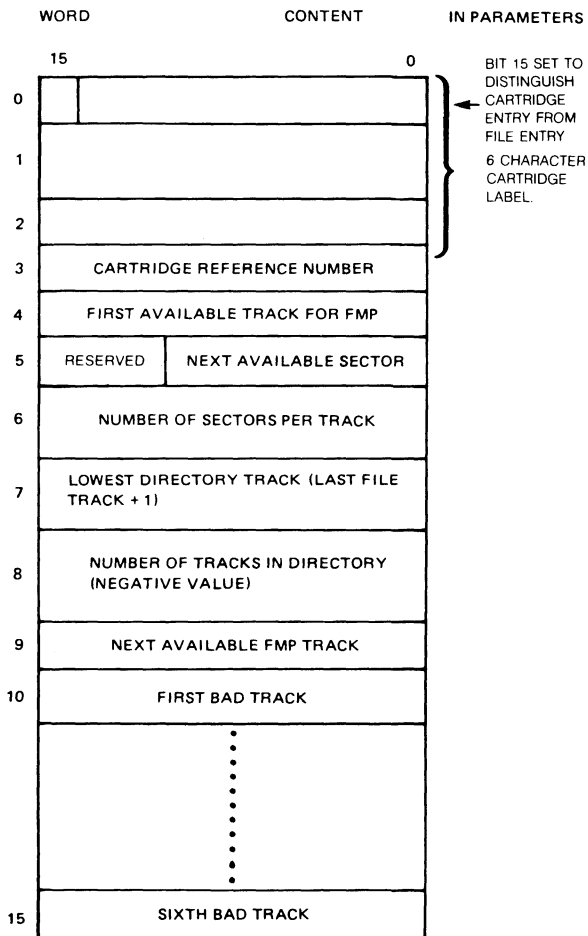 WORD CONTENT IN PARAMETERS
15 0
BIT 15 SET TO
DISTINGUISH
CARTRIDGE
ENTRY FROM
FILE ENTRY
6 CHARACTER
CARTRIDGE
LABEL.
0
1
2
3 CARTRIDGE REFERENCE NUMBER
4 FIRST AVAILABLE TRACK FOR FMP
5 RESERVED NEXT AVAILABLE SECTOR
6 NUMBER OF SECTORS PER TRACK
7 LOWEST DIRECTORY TRACK (LAST FILE
TRACK + 1)
8 NUMBER OF TRACKS IN DIRECTORY
(NEGATIVE VALUE)
9 NEXT AVAILABLE FMP TRACK
10 FIRST BAD TRACK
15 SIXTH BAD TRACK